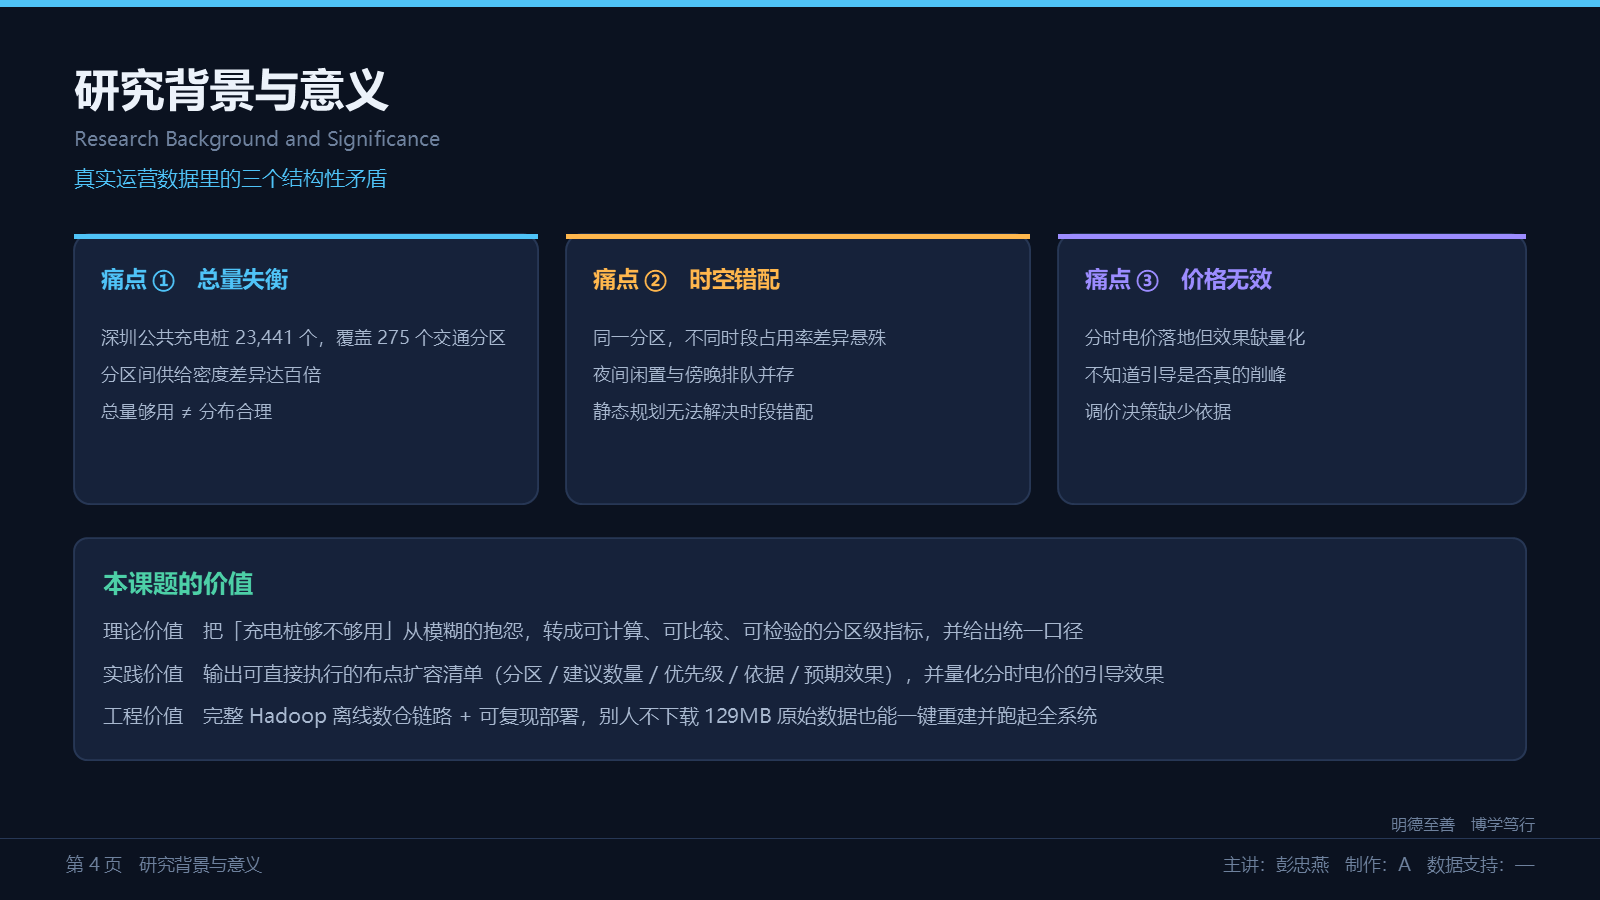 研究背景与意义
Research Background and Significance
真实运营数据里的三个结构性矛盾
痛点① 总量失衡
深圳公共充电桩 23,441 个，覆盖 275 个交通分区
分区间供给密度差异达百倍
总量够用 ≠ 分布合理
痛点② 时空错配
同一分区，不同时段占用率差异悬殊
夜间闲置与傍晚排队并存
静态规划无法解决时段错配
痛点③ 价格无效
分时电价落地但效果缺量化
不知道引导是否真的削峰
调价决策缺少依据
本课题的价值
理论价值 把「充电桩够不够用」从模糊的抱怨，转成可计算、可比较、可检验的分区级指标，并给出统一口径
实践价值 输出可直接执行的布点扩容清单（分区 / 建议数量 / 优先级 / 依据 / 预期效果），并量化分时电价的引导效果
工程价值 完整 Hadoop 离线数仓链路 + 可复现部署，别人不下载 129MB 原始数据也能一键重建并跑起全系统
明德至善 博学笃行
第 4 页 研究背景与意义
主讲：彭忠燕 制作：A 数据支持：—